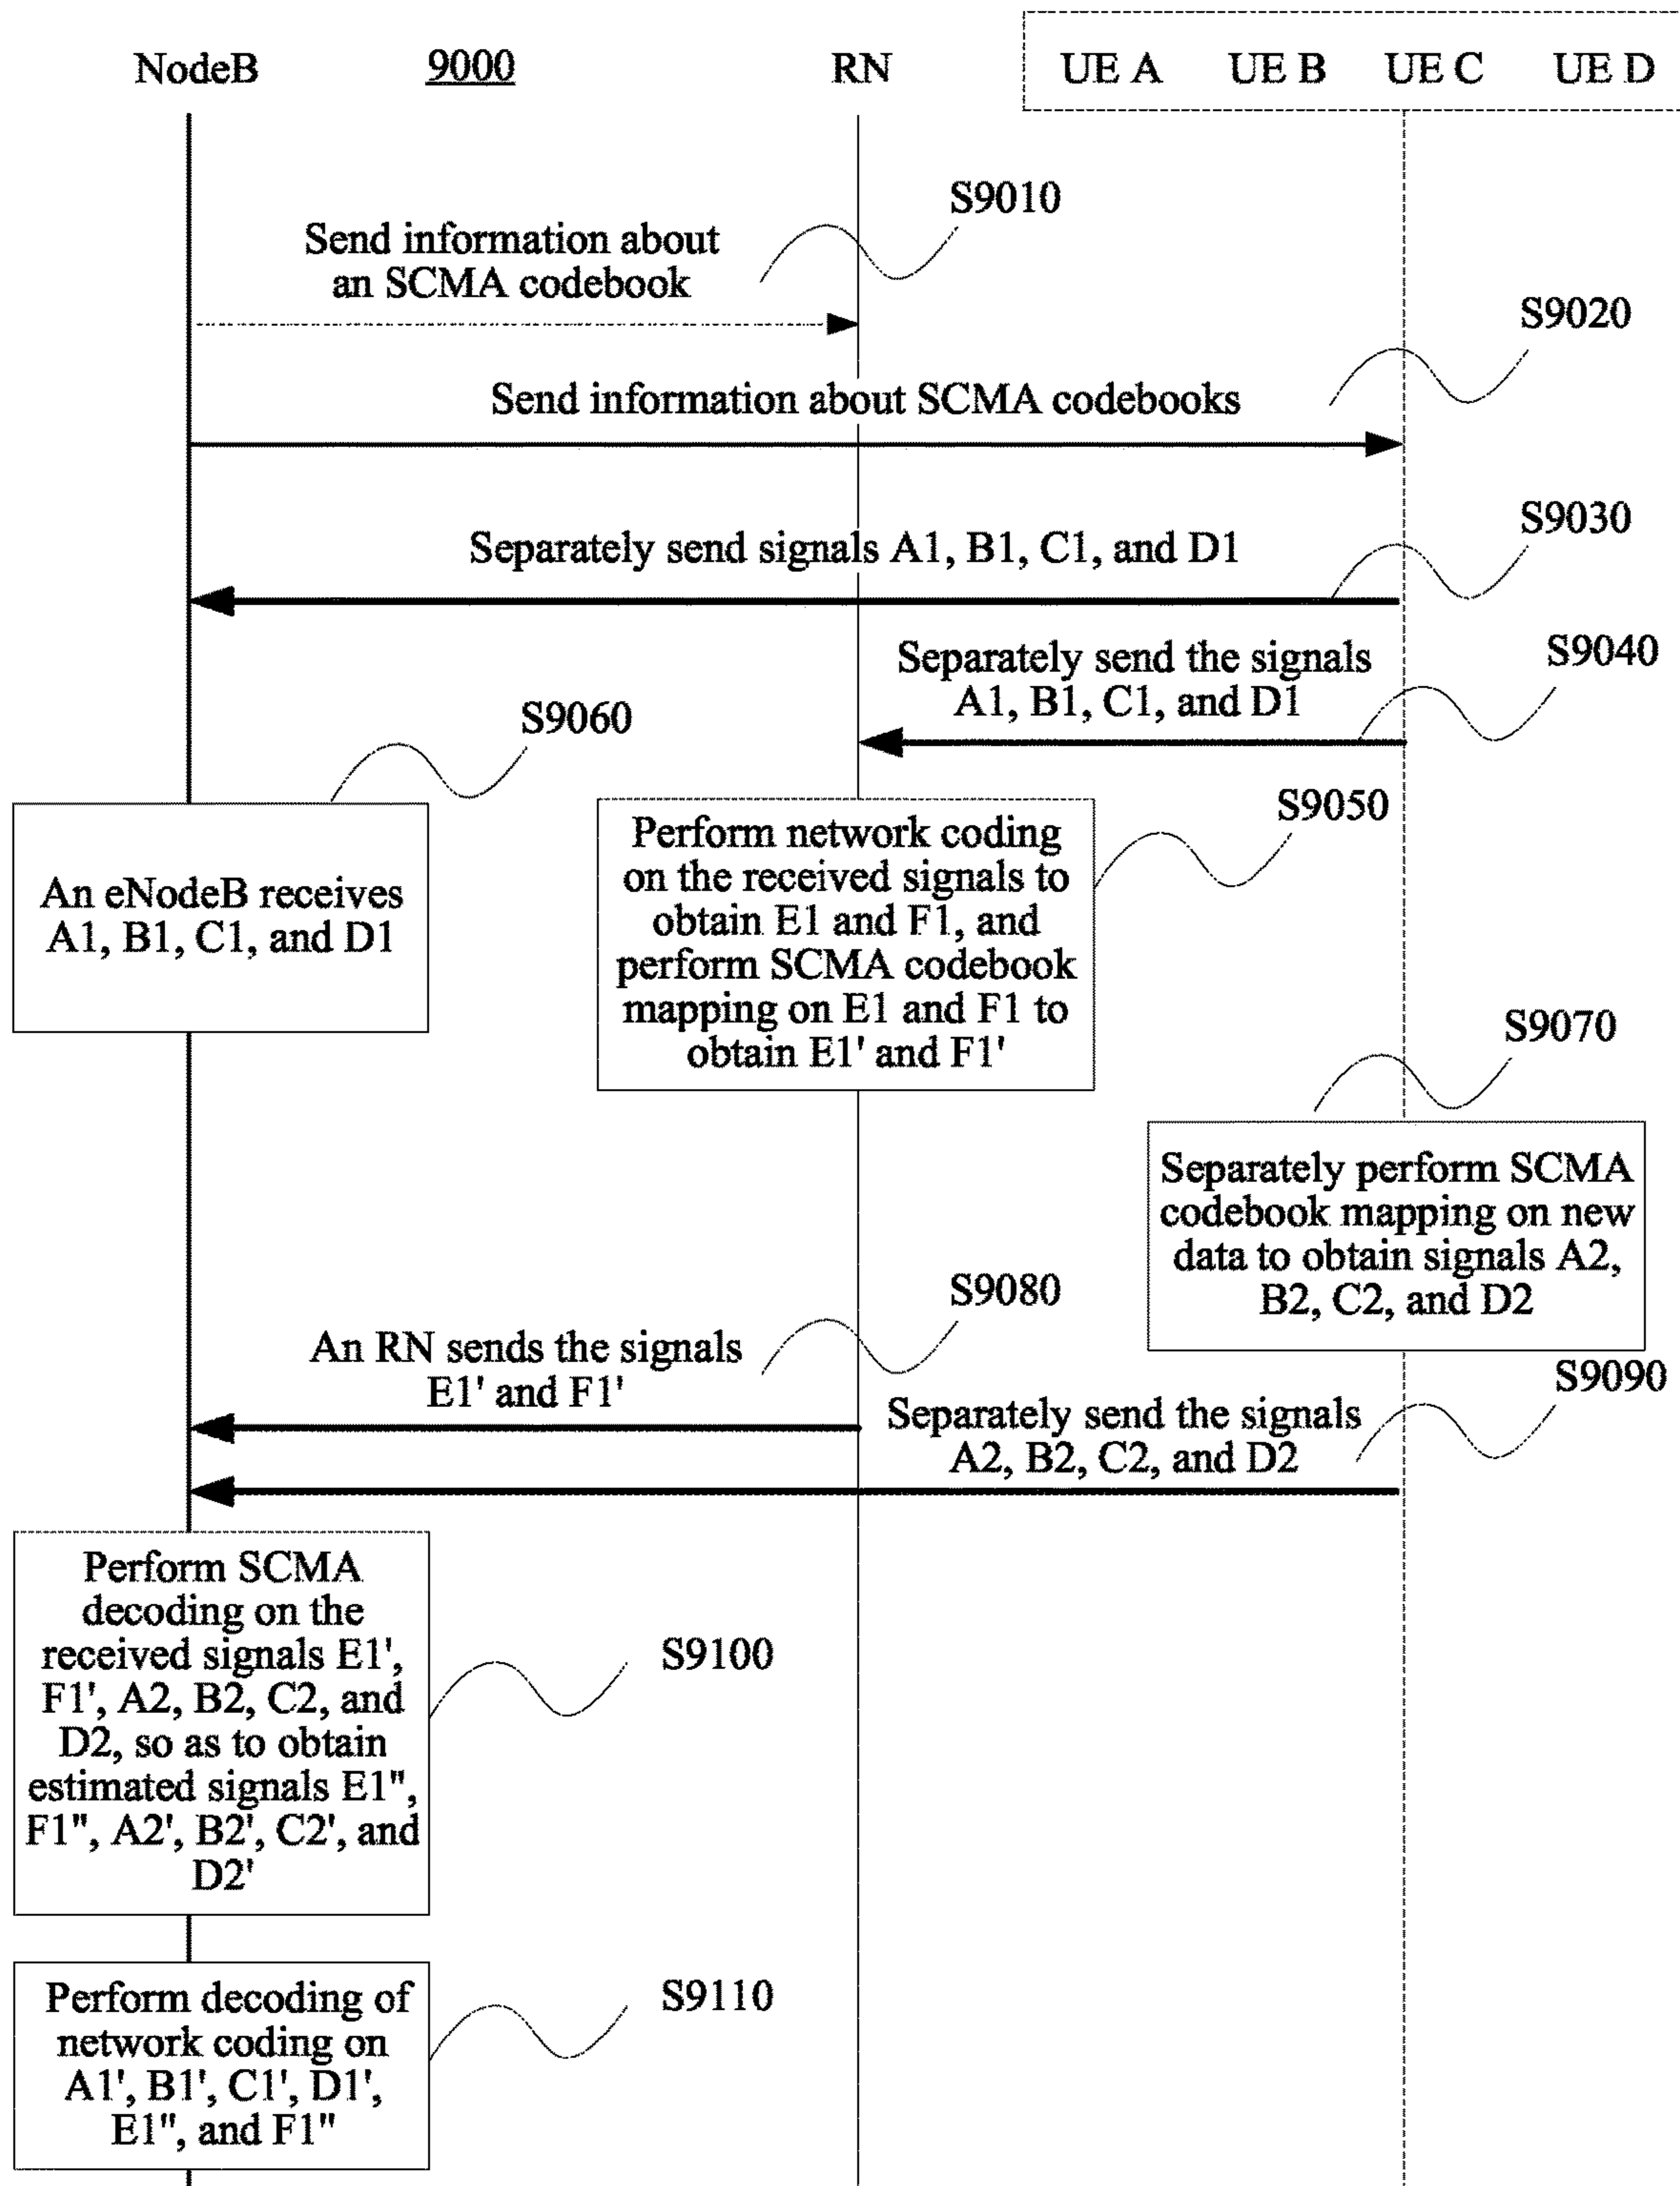 NodeB 9000 RN UE A UE B UE C UE D
S9010
Send information about
an SCMA codebook
S9020
Send information about SCMA codebooks
S9030
Separately send signals A1, B1, C1, and D1
S9040
Separately send the signals
A1, B1, C1, and D1
S9060
An eNodeB receives
A1, B1, C1, and D1
S9050
Perform network coding
on the received signals to
obtain E1 and F1, and
perform SCMA codebook
mapping on E1 and F1 to
obtain E1' and F1'
S9070
Separately perform SCMA
codebook mapping on new
data to obtain signals A2,
B2, C2, and D2
S9080
An RN sends the signals
E1' and F1'
S9090
Separately send the signals
A2, B2, C2, and D2
Perform SCMA
decoding on the
received signals E1',
F1', A2, B2, C2, and
D2, so as to obtain
estimated signals E1",
F1", A2', B2', C2', and
D2'
S9100
Perform decoding of
network coding on
A1', B1', C1', D1',
E1", and F1"
S9110